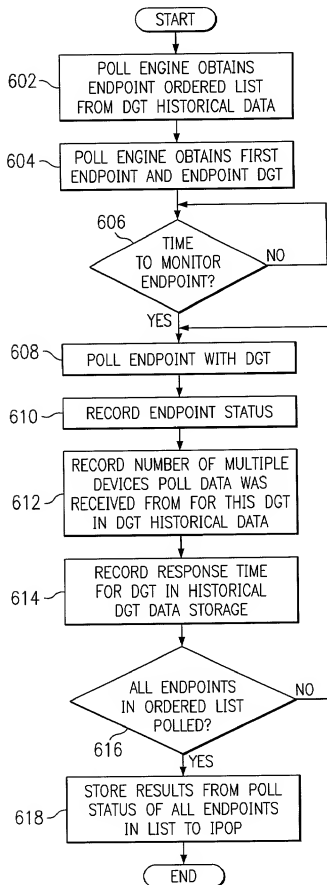 START
602
POLL ENGINE OBTAINS
ENDPOINT ORDERED LIST
FROM DGT HISTORICAL DATA
604
POLL ENGINE OBTAINS FIRST
ENDPOINT AND ENDPOINT DGT
606
TIME
TO MONITOR
ENDPOINT?
NO
YES
608
POLL ENDPOINT WITH DGT
610
RECORD ENDPOINT STATUS
612
RECORD NUMBER OF MULTIPLE
DEVICES POLL DATA WAS
RECEIVED FROM FOR THIS DGT
IN DGT HISTORICAL DATA
614
RECORD RESPONSE TIME
FOR DGT IN HISTORICAL
DGT DATA STORAGE
ALL ENDPOINTS
IN ORDERED LIST
POLLED?
NO
616
YES
618
STORE RESULTS FROM POLL
STATUS OF ALL ENDPOINTS
IN LIST TO IPOP
END